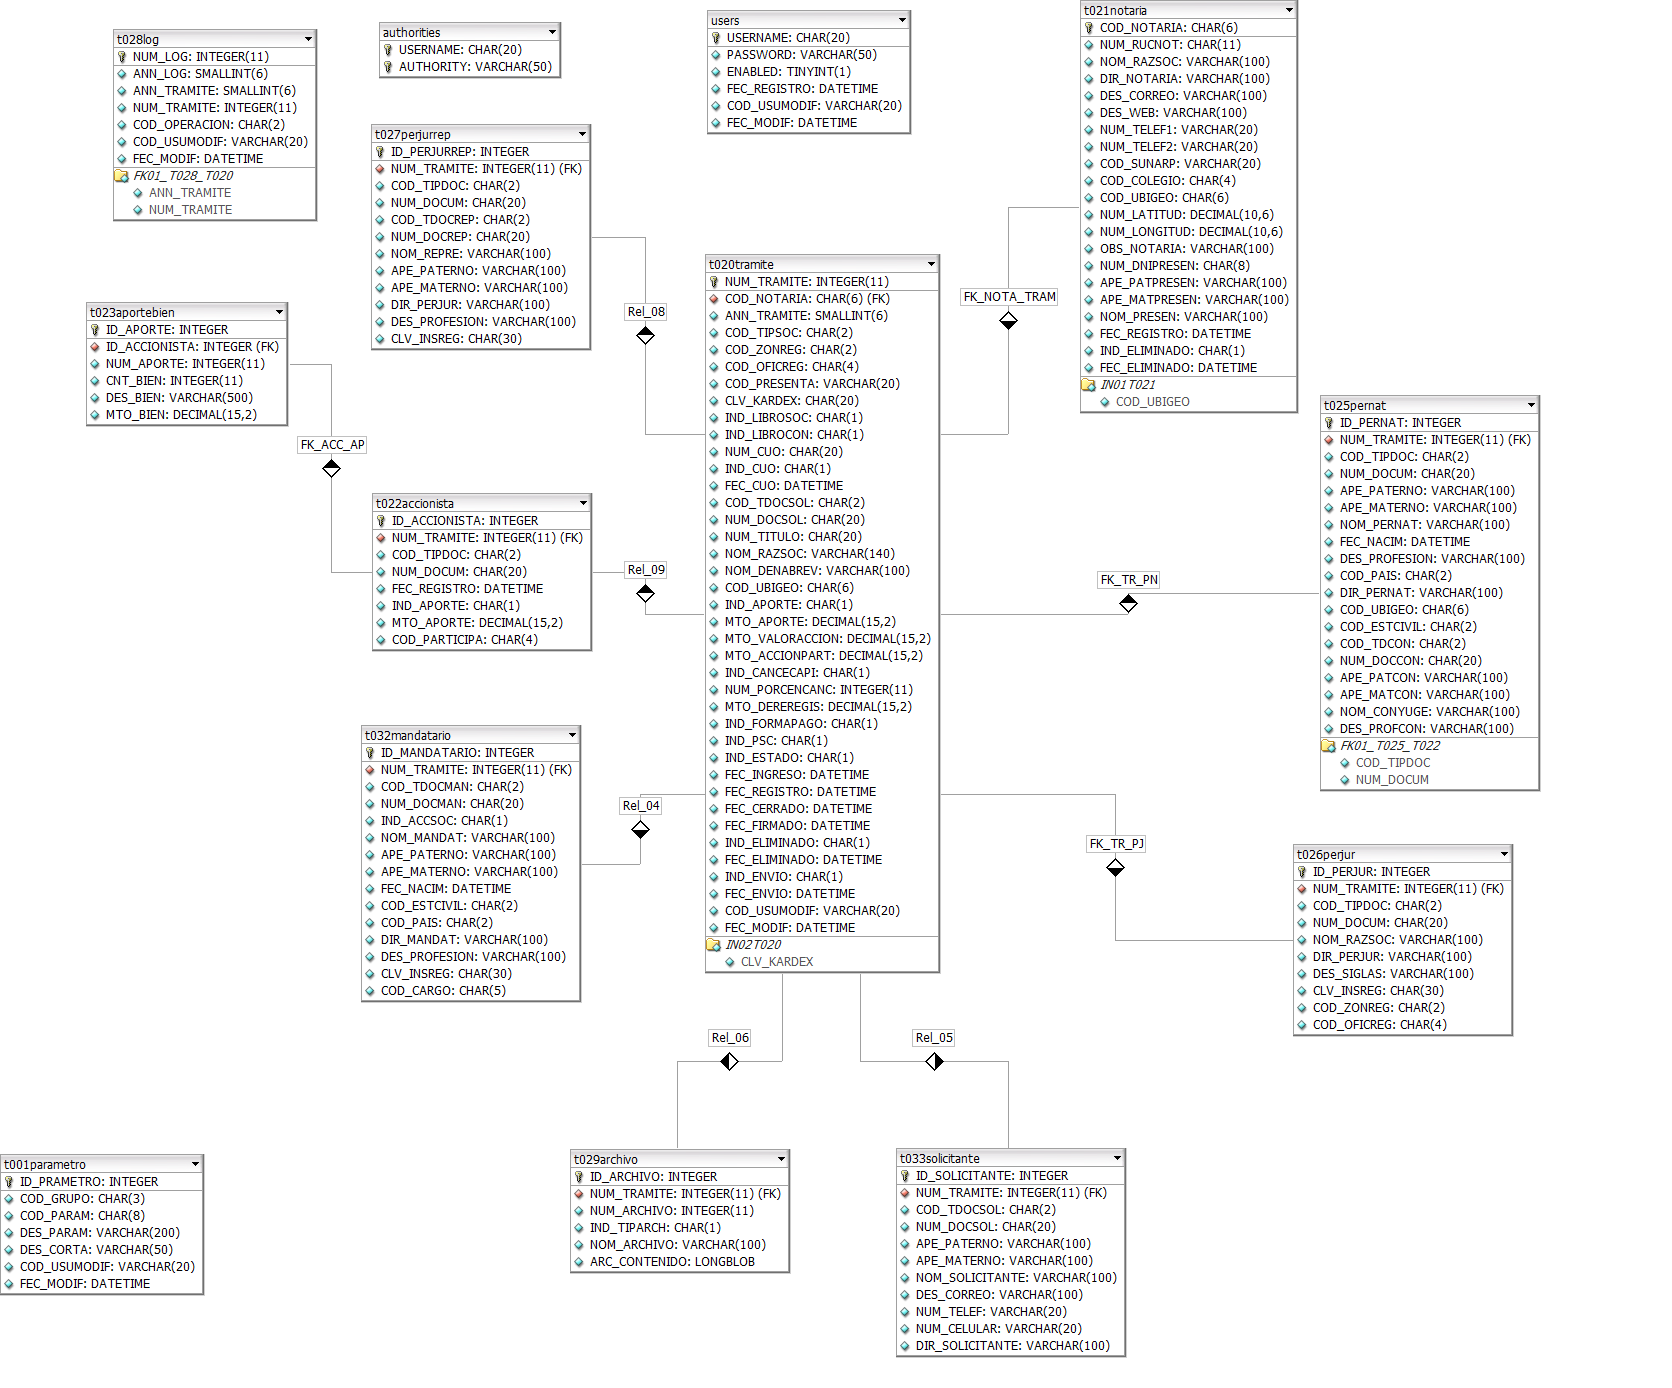 t028log
NUM_LOG: INTEGER(11)
ANN_LOG: SMALLINT(6)
ANN_TRAMITE: SMALLINT(6)
NUM_TRAMITE: INTEGER(11)
COD_OPERACION: CHAR(2)
COD_USUMODIF: VARCHAR(20)
FEC_MODIF: DATETIME
FK01_T028_T020
ANN_TRAMITE
NUM_TRAMITE
authorities
USERNAME: CHAR(20)
AUTHORITY: VARCHAR(50)
users
USERNAME: CHAR(20)
PASSWORD: VARCHAR(50)
ENABLED: TINYINT(1)
FEC_REGISTRO: DATETIME
COD_USUMODIF: VARCHAR(20)
FEC_MODIF: DATETIME
t021notaria
COD_NOTARIA: CHAR(6)
NUM_RUCNOT: CHAR(11)
NOM_RAZSOC: VARCHAR(100)
DIR_NOTARIA: VARCHAR(100)
DES_CORREO: VARCHAR(100)
DES_WEB: VARCHAR(100)
NUM_TELEF1: VARCHAR(20)
NUM_TELEF2: VARCHAR(20)
COD_SUNARP: VARCHAR(20)
COD_COLEGIO: CHAR(4)
COD_UBIGEO: CHAR(6)
NUM_LATITUD: DECIMAL(10,6)
NUM_LONGITUD: DECIMAL(10,6)
OBS_NOTARIA: VARCHAR(100)
NUM_DNIPRESEN: CHAR(8)
APE_PATPRESEN: VARCHAR(100)
APE_MATPRESEN: VARCHAR(100)
NOM_PRESEN: VARCHAR(100)
FEC_REGISTRO: DATETIME
IND_ELIMINADO: CHAR(1)
FEC_ELIMINADO: DATETIME
IN01T021
COD_UBIGEO
t027perjurrep
ID_PERJURREP: INTEGER
NUM_TRAMITE: INTEGER(11) (FK)
COD_TIPDOC: CHAR(2)
NUM_DOCUM: CHAR(20)
COD_TDOCREP: CHAR(2)
NUM_DOCREP: CHAR(20)
NOM_REPRE: VARCHAR(100)
APE_PATERNO: VARCHAR(100)
APE_MATERNO: VARCHAR(100)
DIR_PERJUR: VARCHAR(100)
DES_PROFESION: VARCHAR(100)
CLV_INSREG: CHAR(30)
Rel_08
FK_NOTA_TRAM
t023aportebien
ID_APORTE: INTEGER
ID_ACCIONISTA: INTEGER (FK)
NUM_APORTE: INTEGER(11)
CNT_BIEN: INTEGER(11)
DES_BIEN: VARCHAR(500)
MTO_BIEN: DECIMAL(15,2)
FK_ACC_AP
t020tramite
NUM_TRAMITE: INTEGER(11)
COD_NOTARIA: CHAR(6) (FK)
ANN_TRAMITE: SMALLINT(6)
COD_TIPSOC: CHAR(2)
COD_ZONREG: CHAR(2)
COD_OFICREG: CHAR(4)
COD_PRESENTA: VARCHAR(20)
CLV_KARDEX: CHAR(20)
IND_LIBROSOC: CHAR(1)
IND_LIBROCON: CHAR(1)
NUM_CUO: CHAR(20)
IND_CUO: CHAR(1)
FEC_CUO: DATETIME
COD_TDOCSOL: CHAR(2)
NUM_DOCSOL: CHAR(20)
NUM_TITULO: CHAR(20)
NOM_RAZSOC: VARCHAR(140)
NOM_DENABREV: VARCHAR(100)
COD_UBIGEO: CHAR(6)
IND_APORTE: CHAR(1)
MTO_APORTE: DECIMAL(15,2)
MTO_VALORACCION: DECIMAL(15,2)
MTO_ACCIONPART: DECIMAL(15,2)
IND_CANCECAPI: CHAR(1)
NUM_PORCENCANC: INTEGER(11)
MTO_DEREREGIS: DECIMAL(15,2)
IND_FORMAPAGO: CHAR(1)
IND_PSC: CHAR(1)
IND_ESTADO: CHAR(1)
FEC_INGRESO: DATETIME
FEC_REGISTRO: DATETIME
FEC_CERRADO: DATETIME
FEC_FIRMADO: DATETIME
IND_ELIMINADO: CHAR(1)
FEC_ELIMINADO: DATETIME
IND_ENVIO: CHAR(1)
FEC_ENVIO: DATETIME
COD_USUMODIF: VARCHAR(20)
FEC_MODIF: DATETIME
IN02T020
CLV_KARDEX
t025pernat
ID_PERNAT: INTEGER
NUM_TRAMITE: INTEGER(11) (FK)
COD_TIPDOC: CHAR(2)
NUM_DOCUM: CHAR(20)
APE_PATERNO: VARCHAR(100)
APE_MATERNO: VARCHAR(100)
NOM_PERNAT: VARCHAR(100)
FEC_NACIM: DATETIME
DES_PROFESION: VARCHAR(100)
COD_PAIS: CHAR(2)
DIR_PERNAT: VARCHAR(100)
COD_UBIGEO: CHAR(6)
COD_ESTCIVIL: CHAR(2)
COD_TDCON: CHAR(2)
NUM_DOCCON: CHAR(20)
APE_PATCON: VARCHAR(100)
APE_MATCON: VARCHAR(100)
NOM_CONYUGE: VARCHAR(100)
DES_PROFCON: VARCHAR(100)
FK01_T025_T022
COD_TIPDOC
NUM_DOCUM
t022accionista
ID_ACCIONISTA: INTEGER
NUM_TRAMITE: INTEGER(11) (FK)
COD_TIPDOC: CHAR(2)
NUM_DOCUM: CHAR(20)
FEC_REGISTRO: DATETIME
IND_APORTE: CHAR(1)
MTO_APORTE: DECIMAL(15,2)
COD_PARTICIPA: CHAR(4)
Rel_09
FK_TR_PN
t032mandatario
ID_MANDATARIO: INTEGER
NUM_TRAMITE: INTEGER(11) (FK)
COD_TDOCMAN: CHAR(2)
NUM_DOCMAN: CHAR(20)
IND_ACCSOC: CHAR(1)
NOM_MANDAT: VARCHAR(100)
APE_PATERNO: VARCHAR(100)
APE_MATERNO: VARCHAR(100)
FEC_NACIM: DATETIME
COD_ESTCIVIL: CHAR(2)
COD_PAIS: CHAR(2)
DIR_MANDAT: VARCHAR(100)
DES_PROFESION: VARCHAR(100)
CLV_INSREG: CHAR(30)
COD_CARGO: CHAR(5)
Rel_04
FK_TR_PJ
t026perjur
ID_PERJUR: INTEGER
NUM_TRAMITE: INTEGER(11) (FK)
COD_TIPDOC: CHAR(2)
NUM_DOCUM: CHAR(20)
NOM_RAZSOC: VARCHAR(100)
DIR_PERJUR: VARCHAR(100)
DES_SIGLAS: VARCHAR(100)
CLV_INSREG: CHAR(30)
COD_ZONREG: CHAR(2)
COD_OFICREG: CHAR(4)
Rel_06
Rel_05
t001parametro
ID_PRAMETRO: INTEGER
COD_GRUPO: CHAR(3)
COD_PARAM: CHAR(8)
DES_PARAM: VARCHAR(200)
DES_CORTA: VARCHAR(50)
COD_USUMODIF: VARCHAR(20)
FEC_MODIF: DATETIME
t029archivo
ID_ARCHIVO: INTEGER
NUM_TRAMITE: INTEGER(11) (FK)
NUM_ARCHIVO: INTEGER(11)
IND_TIPARCH: CHAR(1)
NOM_ARCHIVO: VARCHAR(100)
ARC_CONTENIDO: LONGBLOB
t033solicitante
ID_SOLICITANTE: INTEGER
NUM_TRAMITE: INTEGER(11) (FK)
COD_TDOCSOL: CHAR(2)
NUM_DOCSOL: CHAR(20)
APE_PATERNO: VARCHAR(100)
APE_MATERNO: VARCHAR(100)
NOM_SOLICITANTE: VARCHAR(100)
DES_CORREO: VARCHAR(100)
NUM_TELEF: VARCHAR(20)
NUM_CELULAR: VARCHAR(20)
DIR_SOLICITANTE: VARCHAR(100)